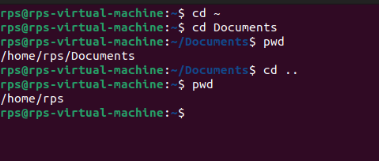 rps@rps-virtual-machine:~$ cd ~
rps@rps-virtual-machine:~$ cd Documents
rps@rps-virtual-machine:~/Documents$ pwd
/home/rps/Documents
rps@rps-virtual-machine:~/Documents$ cd ..
rps@rps-virtual-machine:~$ pwd
/home/rps
rps@rps-virtual-machine:~$